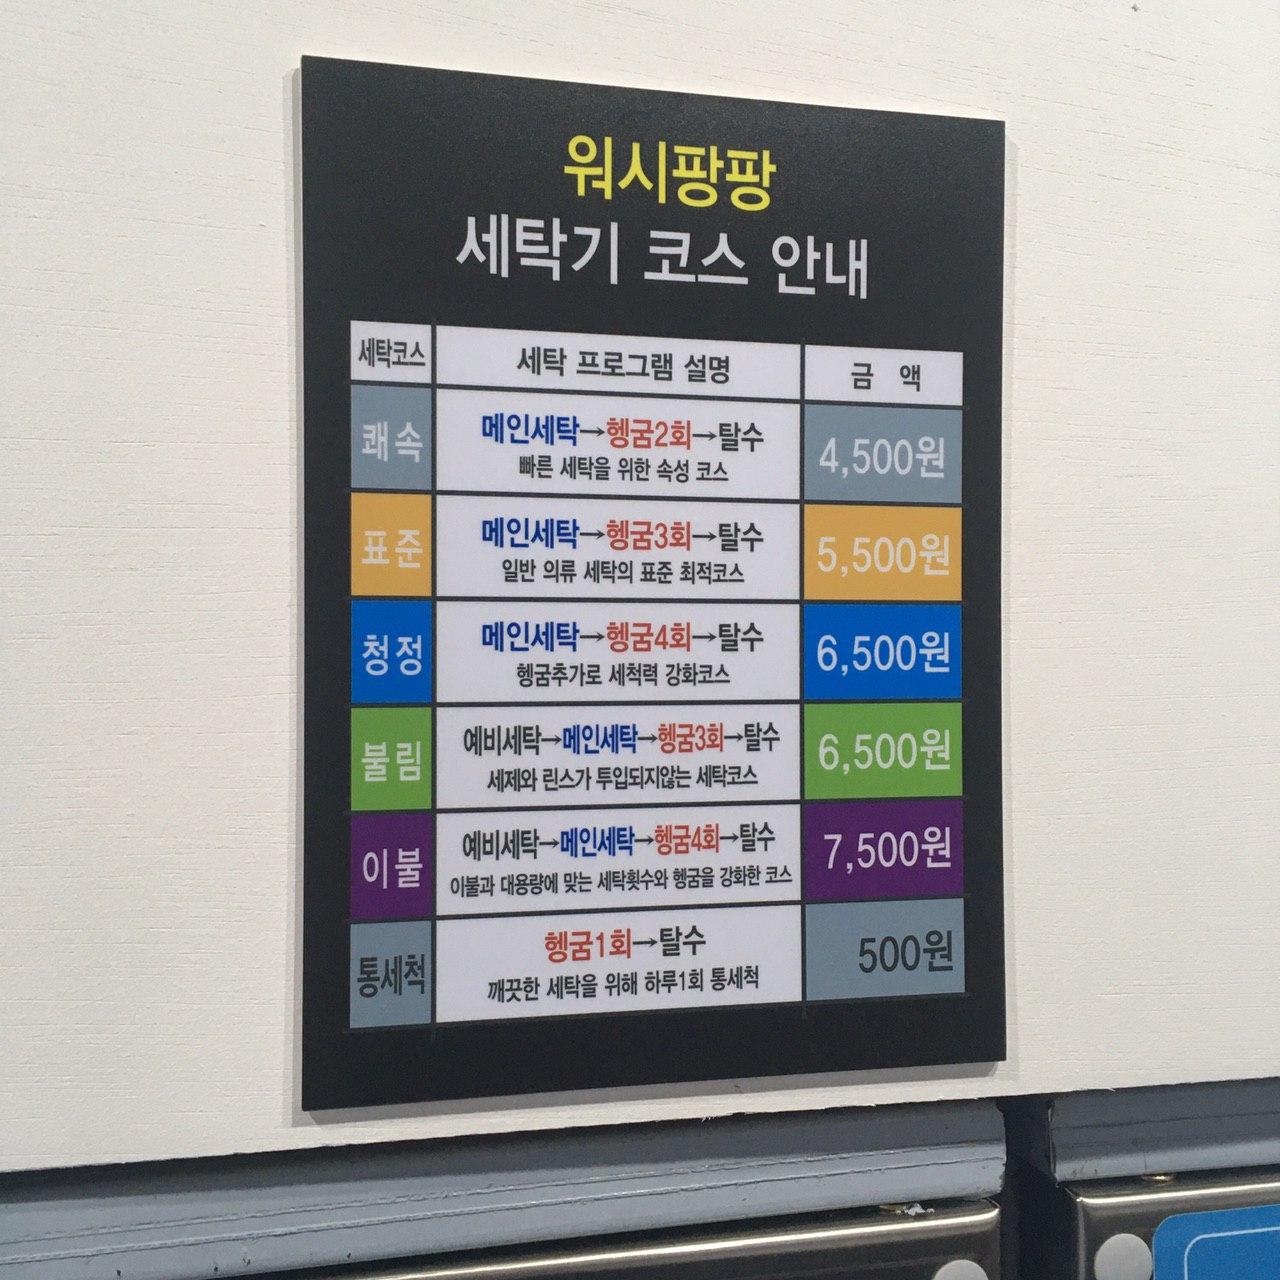 워시팡팡
세탁기 코스 안내
세탁코스 세탁 프로그램 설명 금 액
쾌속 메인세탁→헹굼2회→탈수 4,500원
빠른 세탁을 위한 속성 코스
표준 메인세탁→헹굼3회→탈수 5,500원
일반 의류 세탁의 표준 최적코스
청정 메인세탁→헹굼4회→탈수 6,500원
헹굼추가로 세척력 강화코스
불림 예비세탁→메인세탁→헹굼3회→탈수 6,500원
세제와 린스가 투입되지않는 세탁코스
이불 예비세탁→메인세탁→헹굼4회→탈수 7,500원
이불과 대용량에 맞는 세탁횟수와 헹굼을 강화한 코스
통세척 헹굼1회→탈수 500원
깨끗한 세탁을 위해 하루1회 통세척